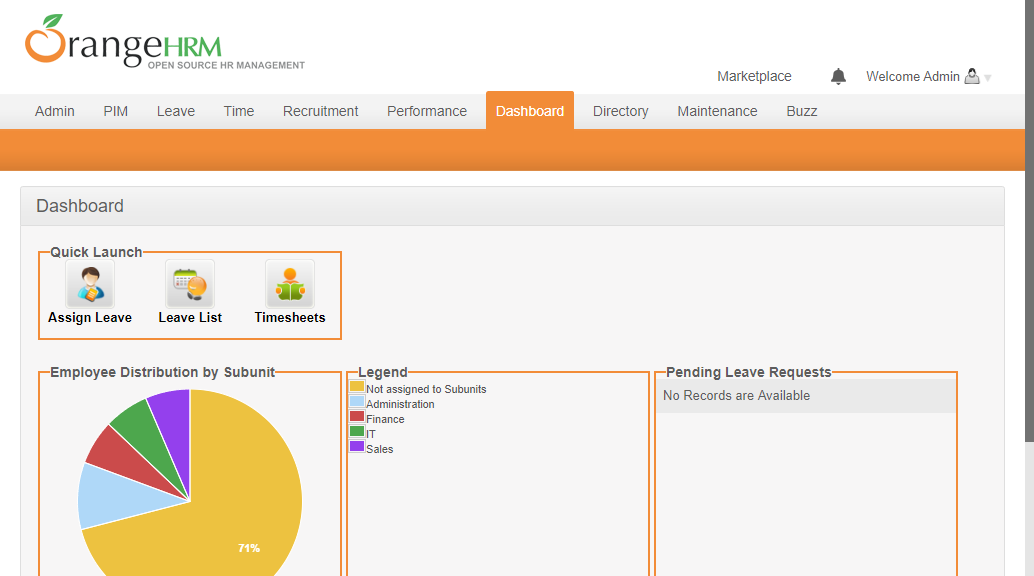 OrangeHRM
OPEN SOURCE HR MANAGEMENT
Marketplace Welcome Admin
Admin PIM Leave Time Recruitment Performance Dashboard Directory Maintenance Buzz
Dashboard
Quick Launch
Assign Leave Leave List Timesheets
Employee Distribution by Subunit
71%
Legend
Not assigned to Subunits
Administration
Finance
IT
Sales
Pending Leave Requests
No Records are Available